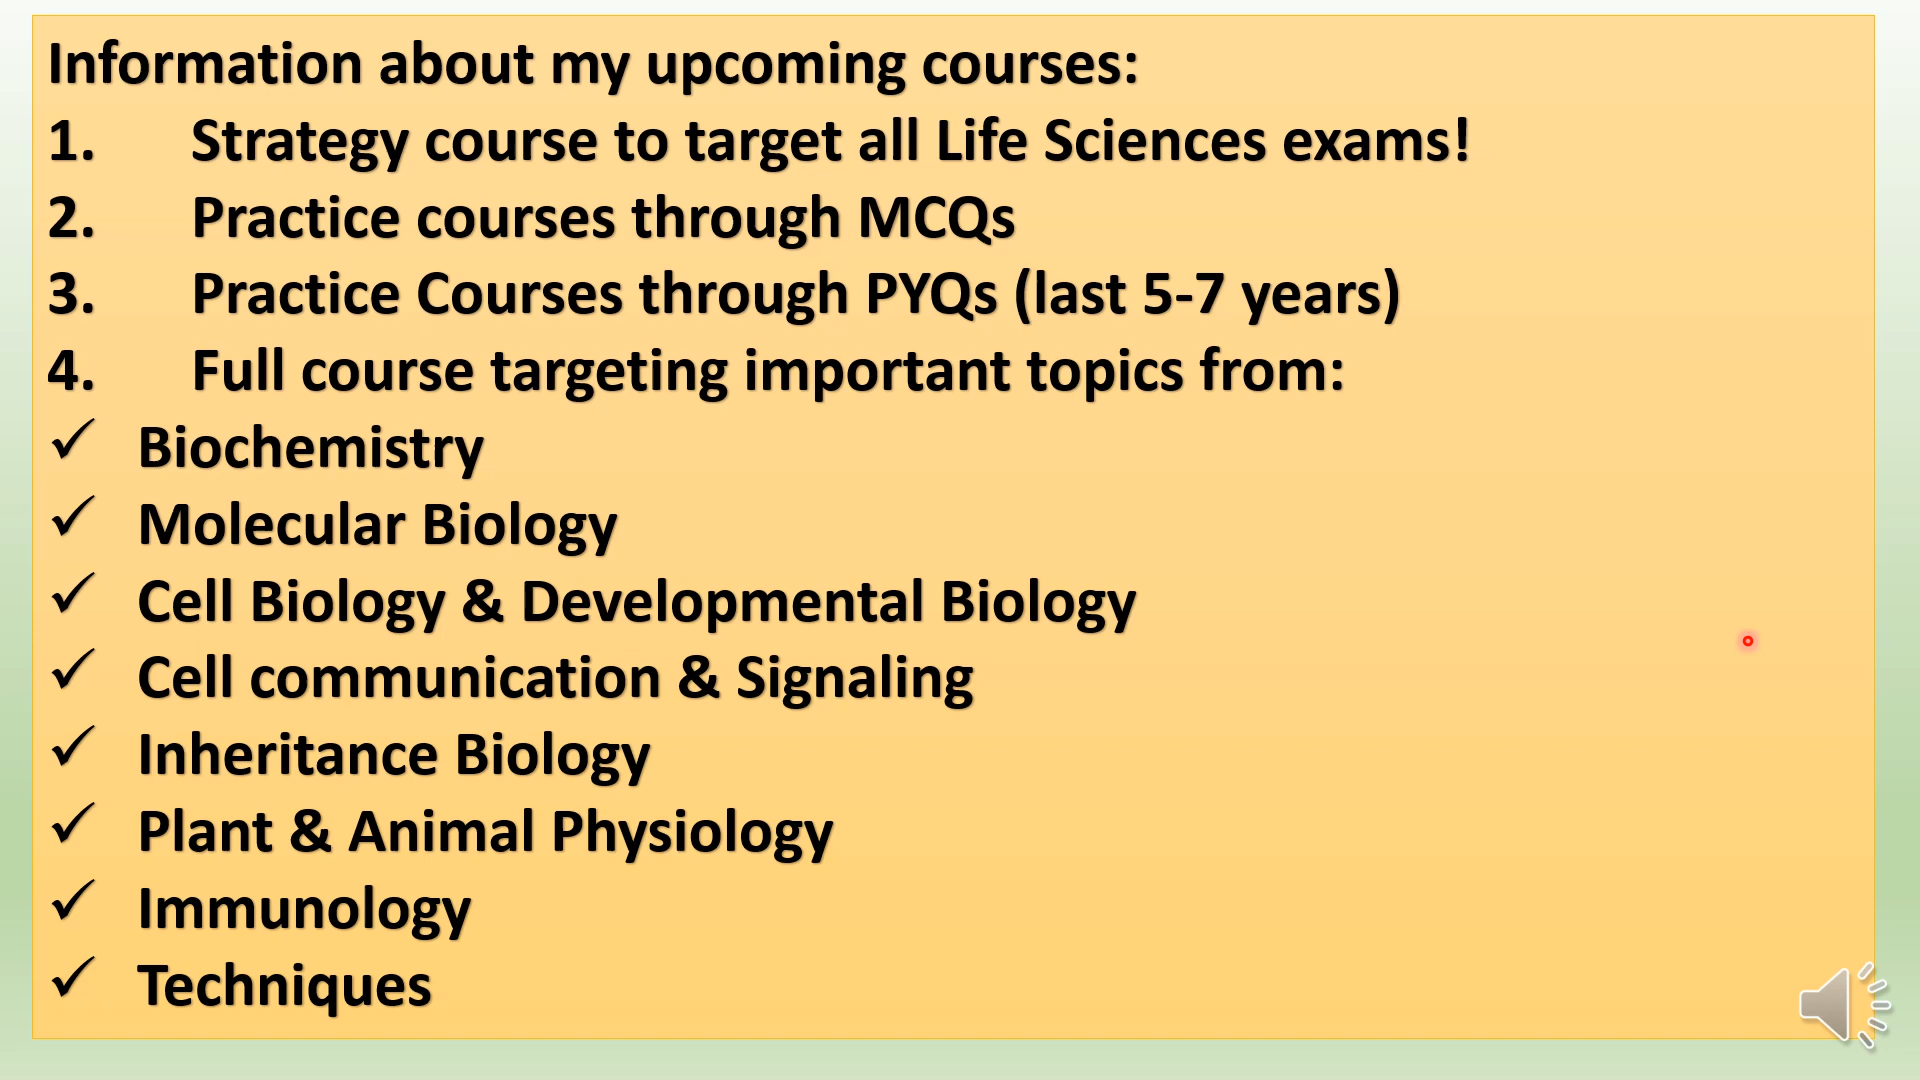 Information about my upcoming courses:
1. Strategy course to target all Life Sciences exams!
2. Practice courses through MCQs
3. Practice Courses through PYQs (last 5-7 years)
4. Full course targeting important topics from:
✓ Biochemistry
✓ Molecular Biology
✓ Cell Biology & Developmental Biology
✓ Cell communication & Signaling
✓ Inheritance Biology
✓ Plant & Animal Physiology
✓ Immunology
✓ Techniques